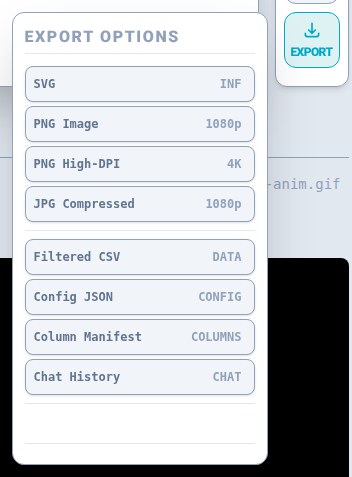 EXPORT OPTIONS
SVG INF
PNG Image 1080p
PNG High-DPI 4K
JPG Compressed 1080p
Filtered CSV DATA
Config JSON CONFIG
Column Manifest COLUMNS
Chat History CHAT
EXPORT
-anim.gif